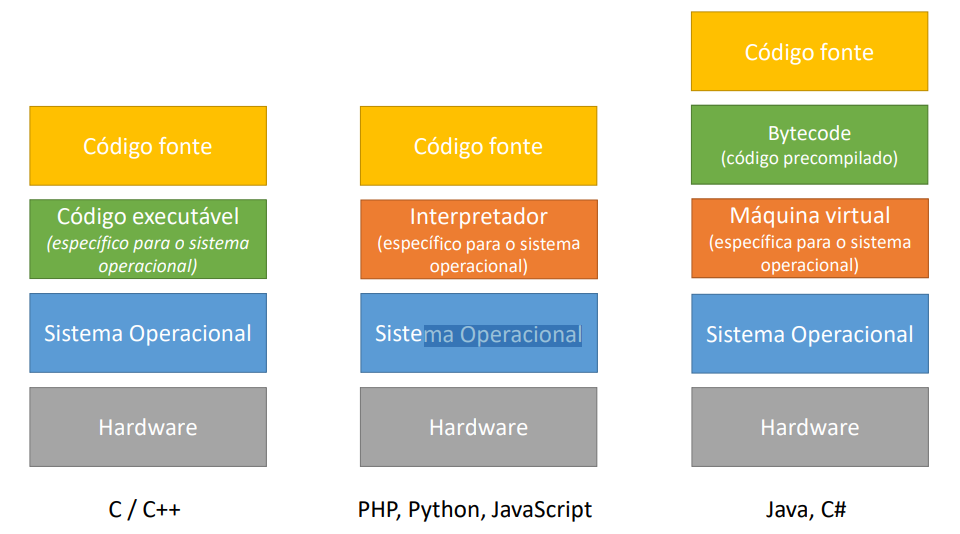 Código fonte
Código executável
(específico para o sistema
operacional)
Sistema Operacional
Hardware
C / C++
Código fonte
Interpretador
(específico para o sistema
operacional)
Sistema Operacional
Hardware
PHP, Python, JavaScript
Código fonte
Bytecode
(código precompilado)
Máquina virtual
(específica para o sistema
operacional)
Sistema Operacional
Hardware
Java, C#